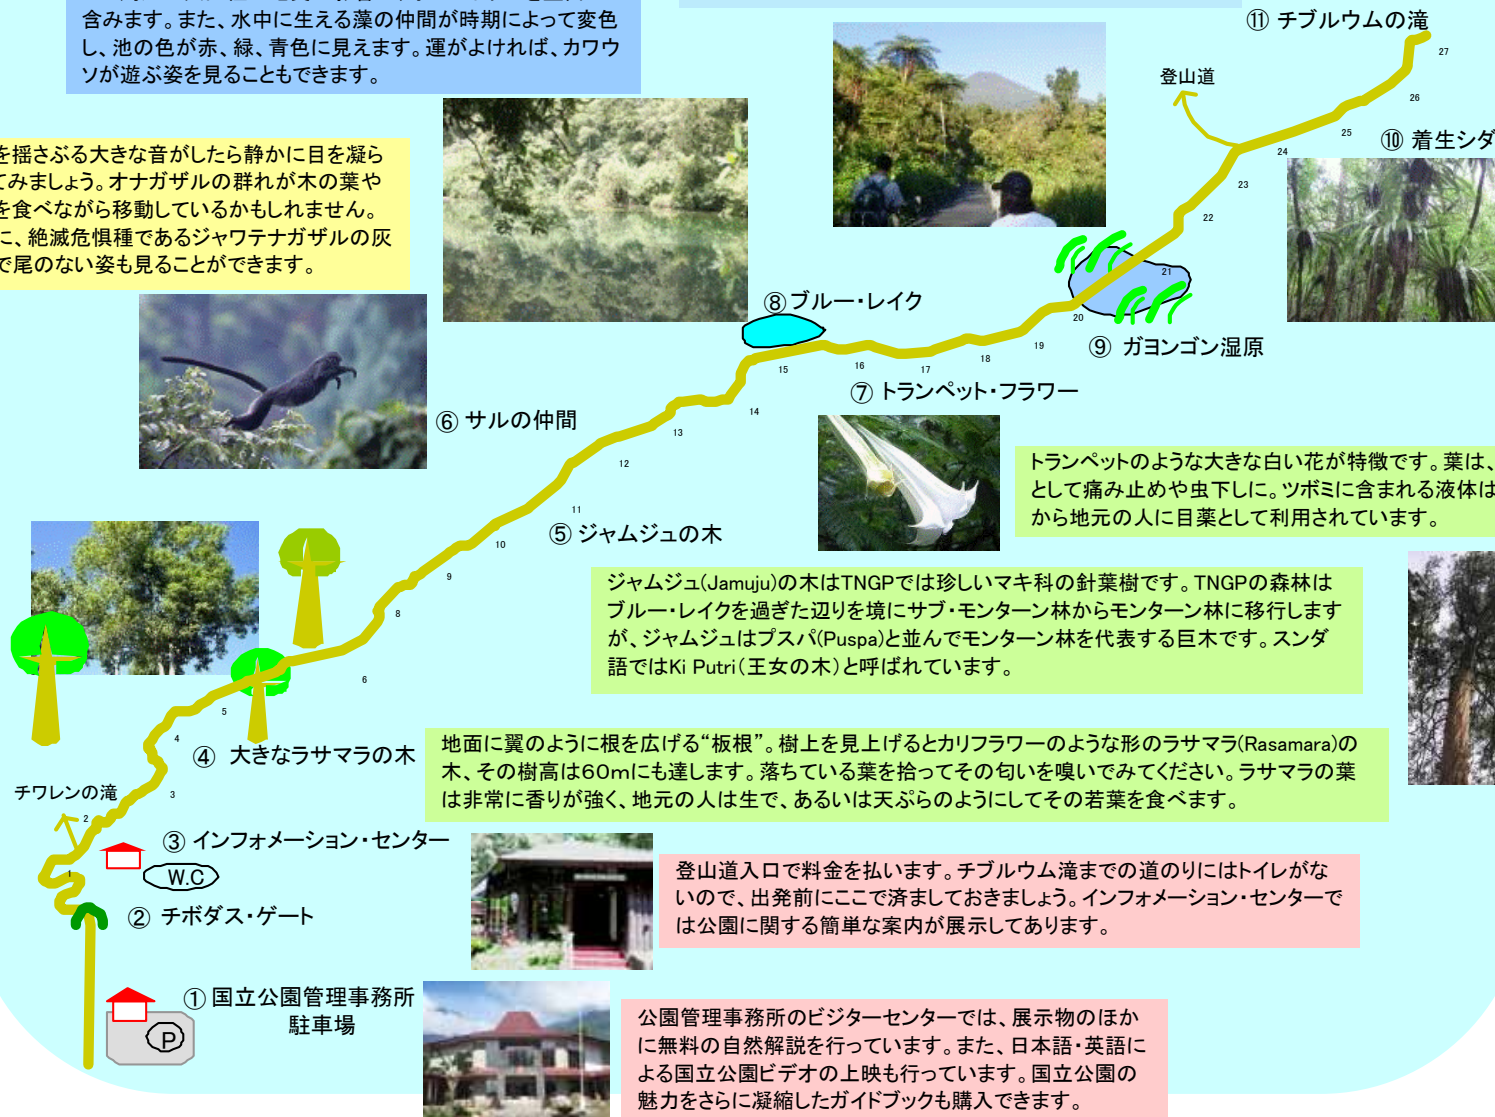 含みます。また、水中に生える藻の仲間が時期によって変色
し、池の色が赤、緑、青色に見えます。運がよければ、カワウ
ソが遊ぶ姿を見ることもできます。
⑪ チブルウムの滝
27
登山道
26
25
⑩ 着生シダ
24
23
22
21
20
を揺さぶる大きな音がしたら静かに目を凝ら
てみましょう。オナガザルの群れが木の葉や
を食べながら移動しているかもしれません。
に、絶滅危惧種であるジャワテナガザルの灰
で尾のない姿も見ることができます。
⑧ ブルー・レイク
⑨ ガヨンゴン湿原
19
18
17
16
15
14
⑦ トランペット・フラワー
トランペットのような大きな白い花が特徴です。葉は、
として痛み止めや虫下しに。ツボミに含まれる液体は
から地元の人に目薬として利用されています。
⑥ サルの仲間
13
12
11
10
9
8
6
5
4
3
2
1
⑤ ジャムジュの木
ジャムジュ(Jamuju)の木はTNGPでは珍しいマキ科の針葉樹です。TNGPの森林は
ブルー・レイクを過ぎた辺りを境にサブ・モンターン林からモンターン林に移行します
が、ジャムジュはプスパ(Puspa)と並んでモンターン林を代表する巨木です。スンダ
語ではKi Putri(王女の木)と呼ばれています。
④ 大きなラサマラの木
地面に翼のように根を広げる“板根”。樹上を見上げるとカリフラワーのような形のラサマラ(Rasamara)の
木、その樹高は60mにも達します。落ちている葉を拾ってその匂いを嗅いでみてください。ラサマラの葉
は非常に香りが強く、地元の人は生で、あるいは天ぷらのようにしてその若葉を食べます。
チワレンの滝
③ インフォメーション・センター
W.C
登山道入口で料金を払います。チブルウム滝までの道のりにはトイレがな
いので、出発前にここで済ましておきましょう。インフォメーション・センターで
は公園に関する簡単な案内が展示してあります。
② チボダス・ゲート
① 国立公園管理事務所
駐車場
P
公園管理事務所のビジターセンターでは、展示物のほか
に無料の自然解説を行っています。また、日本語・英語に
よる国立公園ビデオの上映も行っています。国立公園の
魅力をさらに凝縮したガイドブックも購入できます。